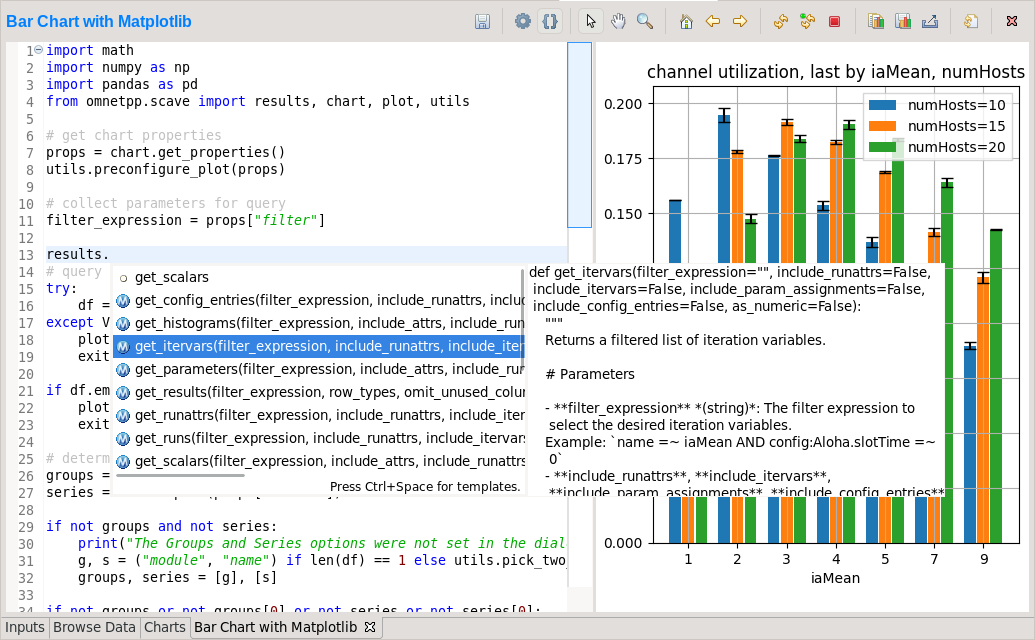 Bar Chart with Matplotlib
1 import math
2 import numpy as np
3 import pandas as pd
4 from omnetpp.scave import results, chart, plot, utils
5
6 # get chart properties
7 props = chart.get_properties()
8 utils.preconfigure_plot(props)
9
10 # collect parameters for query
11 filter_expression = props["filter"]
12
13 results.
14 # query
15 try:
16 df =
17 except V
18 plot
19 exit
20
21 if df.em
22 plot
23 exit
24
25 # determ
26 groups =
27 series =
28
29 if not groups and not series:
30 print("The Groups and Series options were not set in the dial
31 g, s = ("module", "name") if len(df) == 1 else utils.pick_two_
32 groups, series = [g], [s]
33
34 if not groups or not groups[0] or not series or not series[0]:
get_scalars
get_config_entries(filter_expression, include_runattrs, includ
get_histograms(filter_expression, include_attrs, include_run
get_itervars(filter_expression, include_runattrs, include_iter
get_parameters(filter_expression, include_attrs, include_run
get_results(filter_expression, row_types, omit_unused_colu
get_runattrs(filter_expression, include_runattrs, include_iter
get_runs(filter_expression, include_runattrs, include_itervars
get_scalars(filter_expression, include_attrs, include_runattrs
Press Ctrl+Space for templates.
def get_itervars(filter_expression="", include_runattrs=False,
include_itervars=False, include_param_assignments=False,
include_config_entries=False, as_numeric=False):
"""
Returns a filtered list of iteration variables.
# Parameters
- **filter_expression** *(string)*: The filter expression to
select the desired iteration variables.
Example: `name =~ iaMean AND config:Aloha.slotTime =~
0`
- **include_runattrs**, **include_itervars**,
**include_param_assignments**, **include_config_entries**
channel utilization, last by iaMean, numHosts
numHosts=10
numHosts=15
numHosts=20
0.200
0.175
0.150
0.000
1 2 3 4 5 7 9
iaMean
Inputs Browse Data Charts Bar Chart with Matplotlib